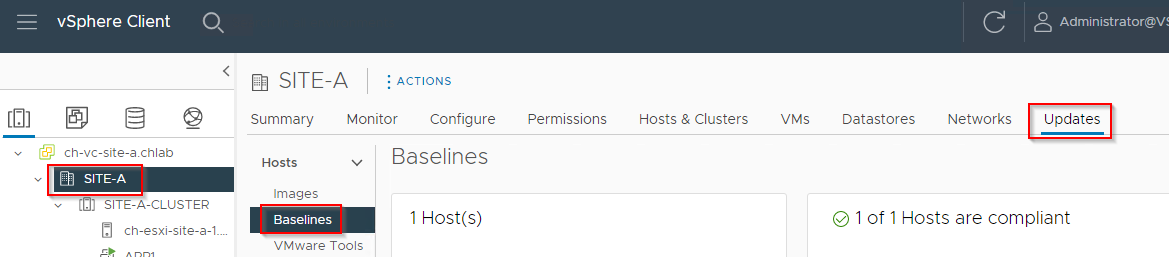 vSphere Client
Administrator@VS
SITE-A
ACTIONS
Summary Monitor Configure Permissions Hosts & Clusters VMs Datastores Networks Updates
ch-vc-site-a.chlab
SITE-A
SITE-A-CLUSTER
ch-esxi-site-a-1....
APP1
Hosts
Images
Baselines
VMware Tools
Baselines
1 Host(s)
1 of 1 Hosts are compliant